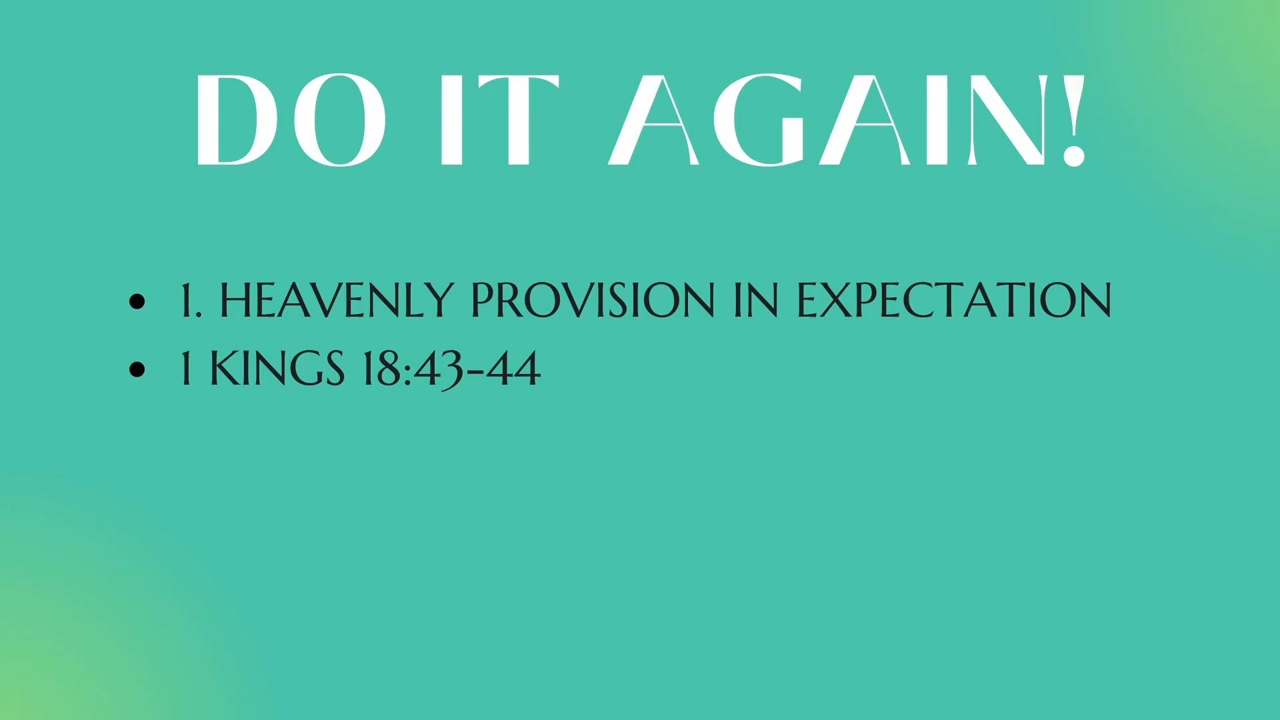 DO IT AGAIN!
• 1. HEAVENLY PROVISION IN EXPECTATION
• 1 KINGS 18:43-44